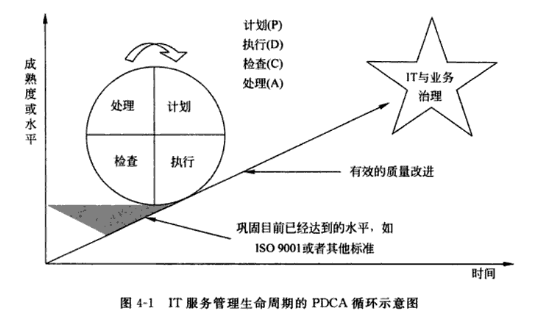 计划(P)
执行(D)
检查(C)
处理(A)
成熟度或水平
处理
计划
检查
执行
IT与业务
治理
有效的质量改进
巩固目前已经达到的水平，如
ISO 9001或者其他标准
时间
图 4-1 IT 服务管理生命周期的 PDCA 循环示意图